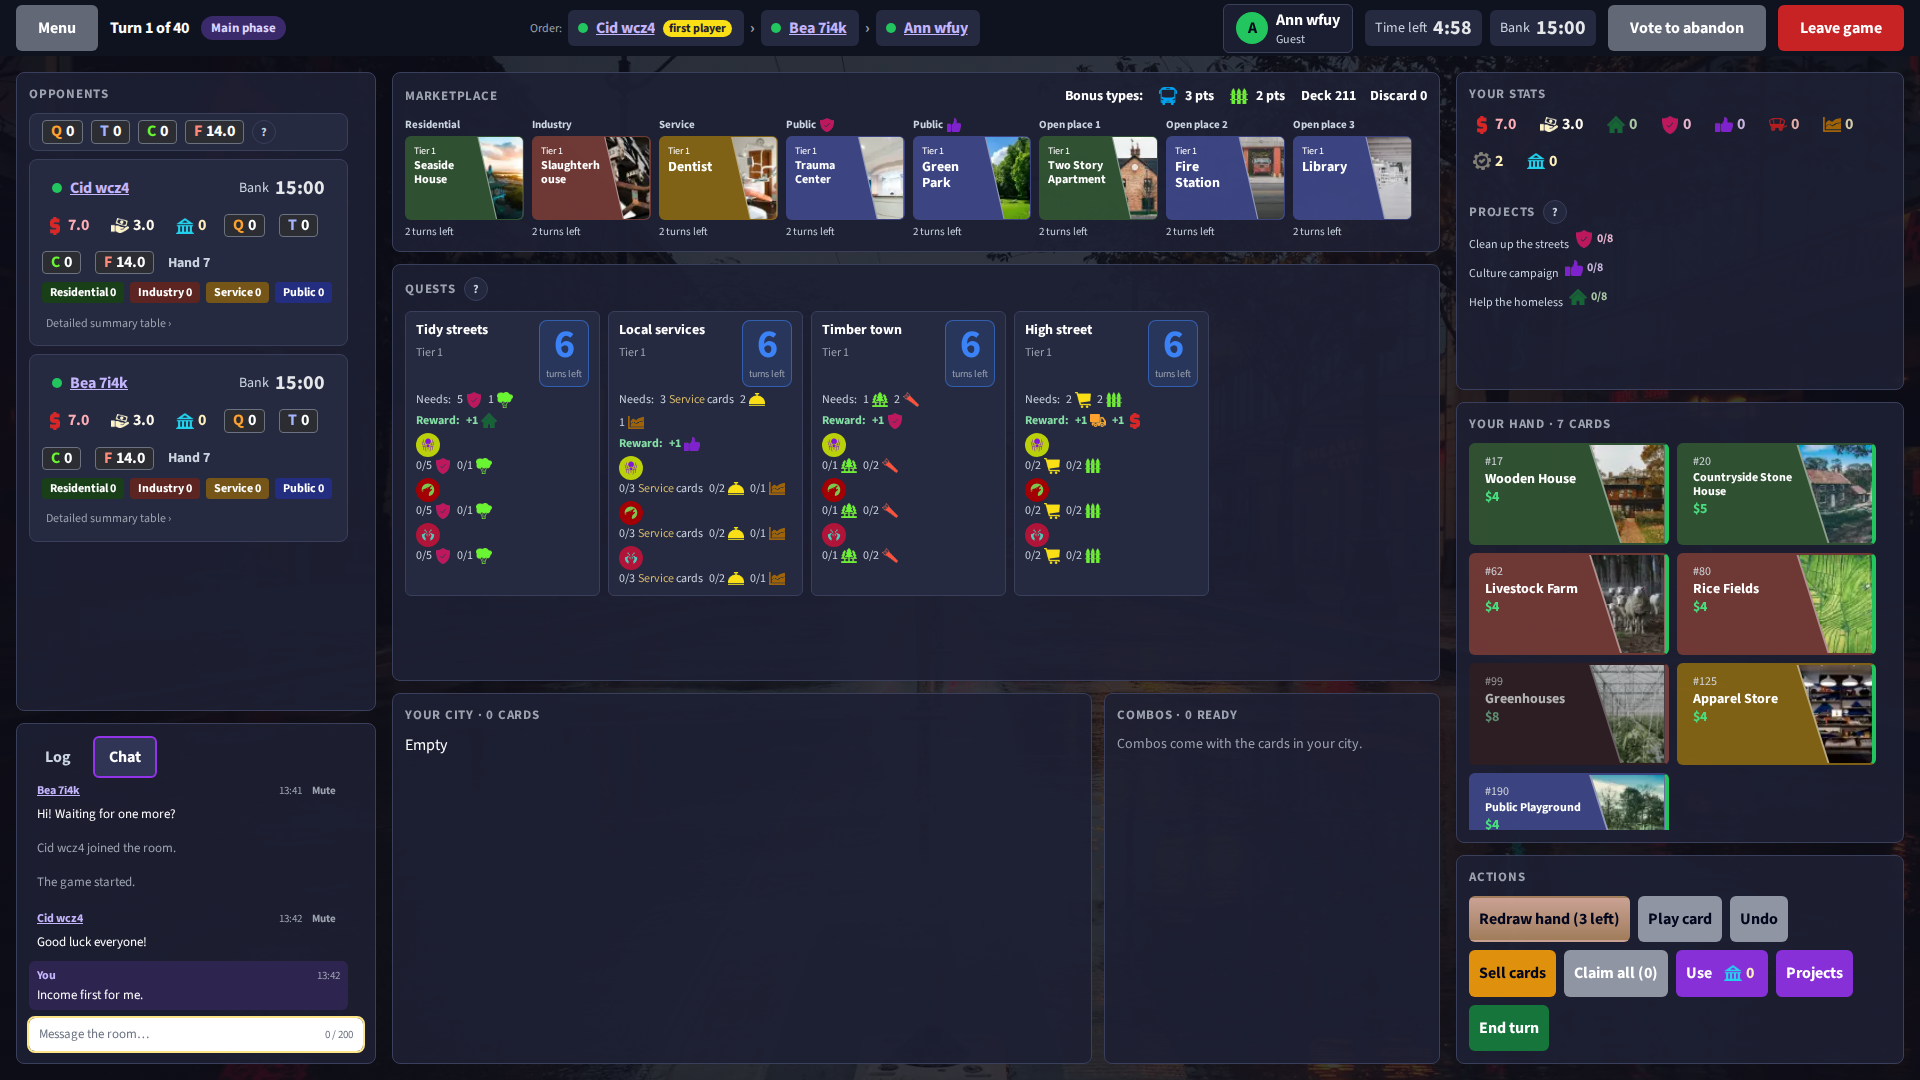 Menu
Turn 1 of 40
Main phase
Order:
Cid wcz4
first player
›
Bea 7i4k
›
Ann wfuy
A
Ann wfuy
Guest
Time left 4:58
Bank 15:00
Vote to abandon
Leave game
OPPONENTS
Q 0
T 0
C 0
F 14.0
?
Cid wcz4
Bank 15:00
7.0
3.0
0
Q 0
T 0
C 0
F 14.0
Hand 7
Residential 0
Industry 0
Service 0
Public 0
Detailed summary table ›
Bea 7i4k
Bank 15:00
7.0
3.0
0
Q 0
T 0
C 0
F 14.0
Hand 7
Residential 0
Industry 0
Service 0
Public 0
Detailed summary table ›
Log
Chat
Bea 7i4k
13:41
Mute
Hi! Waiting for one more?
Cid wcz4 joined the room.
The game started.
Cid wcz4
13:42
Mute
Good luck everyone!
You
13:42
Income first for me.
Message the room…
0 / 200
MARKETPLACE
Bonus types:
3 pts
2 pts
Deck 211
Discard 0
Residential
Tier 1
Seaside
House
2 turns left
Industry
Tier 1
Slaughterh
ouse
2 turns left
Service
Tier 1
Dentist
2 turns left
Public
Tier 1
Trauma
Center
2 turns left
Public
Tier 1
Green
Park
2 turns left
Open place 1
Tier 1
Two Story
Apartment
2 turns left
Open place 2
Tier 1
Fire
Station
2 turns left
Open place 3
Tier 1
Library
2 turns left
QUESTS
?
Tidy streets
Tier 1
6
turns left
Needs: 5 1
Reward: +1
0/5 0/1
0/5 0/1
0/5 0/1
Local services
Tier 1
6
turns left
Needs: 3 Service cards 2
1
Reward: +1
0/3 Service cards 0/2 0/1
0/3 Service cards 0/2 0/1
0/3 Service cards 0/2 0/1
Timber town
Tier 1
6
turns left
Needs: 1 2
Reward: +1
0/1 0/2
0/1 0/2
0/1 0/2
High street
Tier 1
6
turns left
Needs: 2 2
Reward: +1 +1
0/2 0/2
0/2 0/2
0/2 0/2
YOUR CITY · 0 CARDS
Empty
COMBOS · 0 READY
Combos come with the cards in your city.
YOUR STATS
7.0
3.0
0
0
0
0
0
2
0
PROJECTS
?
Clean up the streets 0/8
Culture campaign 0/8
Help the homeless 0/8
YOUR HAND · 7 CARDS
#17
Wooden House
$4
#20
Countryside Stone
House
$5
#62
Livestock Farm
$4
#80
Rice Fields
$4
#99
Greenhouses
$8
#125
Apparel Store
$4
#190
Public Playground
$4
ACTIONS
Redraw hand (3 left)
Play card
Undo
Sell cards
Claim all (0)
Use 0
Projects
End turn